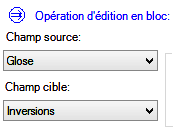 Opération d'édition en bloc:
Champ source:
Glose
Champ cible:
Inversions